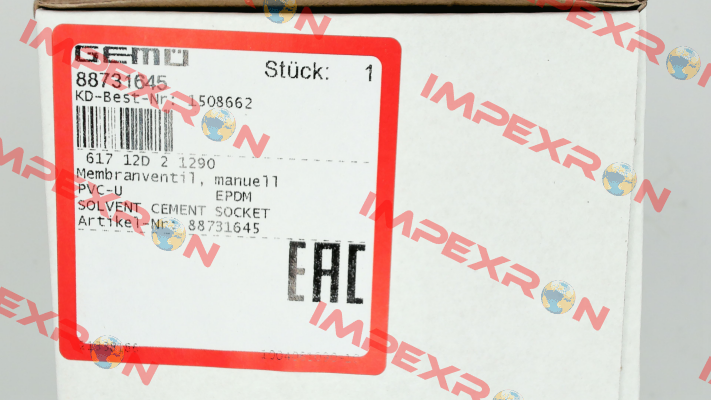 GEMÜ
Stück: 1
88731645
KD-Best-Nr: 1508662
617 12D 2 1290
Membranventil, manuell
PVC-U EPDM
SOLVENT CEMENT SOCKET
Artikel-Nr: 88731645
EAC
IMPEXRON
IMPEXRON
IMPEXRON
IMPEXRON
IMPEXRON